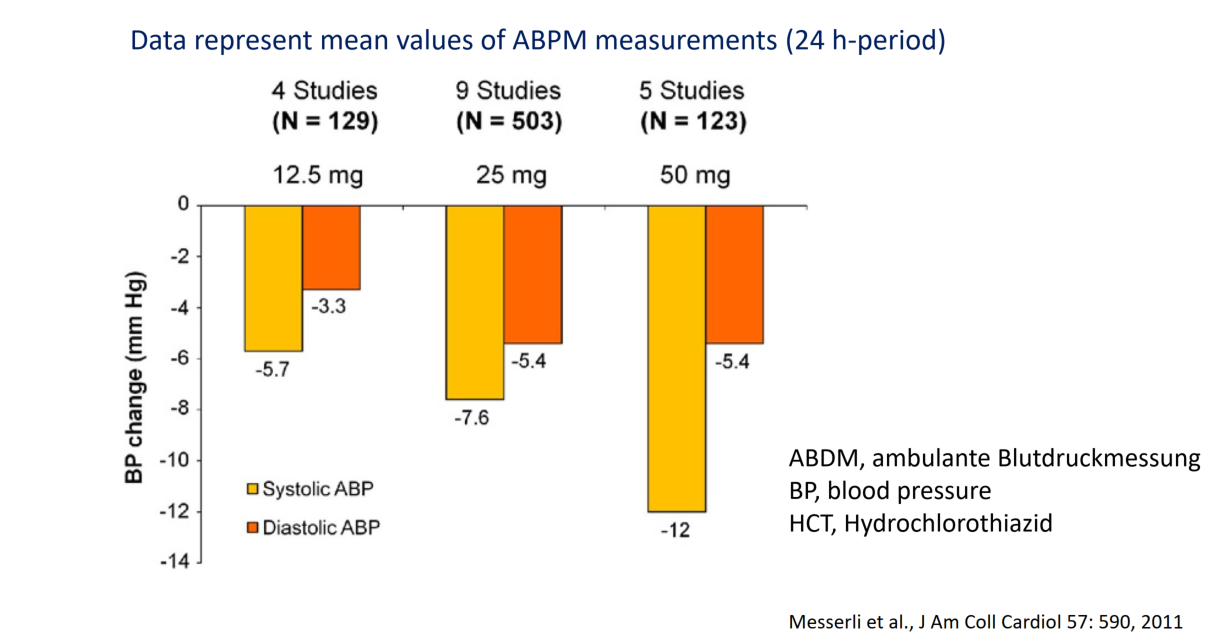 Data represent mean values of ABPM measurements (24 h-period)
4 Studies
(N = 129)
9 Studies
(N = 503)
5 Studies
(N = 123)
12.5 mg
25 mg
50 mg
BP change (mm Hg)
0
-2
-4
-6
-8
-10
-12
-14
-5.7
-3.3
-7.6
-5.4
-12
-5.4
Systolic ABP
Diastolic ABP
ABDM, ambulante Blutdruckmessung
BP, blood pressure
HCT, Hydrochlorothiazid
Messerli et al., J Am Coll Cardiol 57: 590, 2011